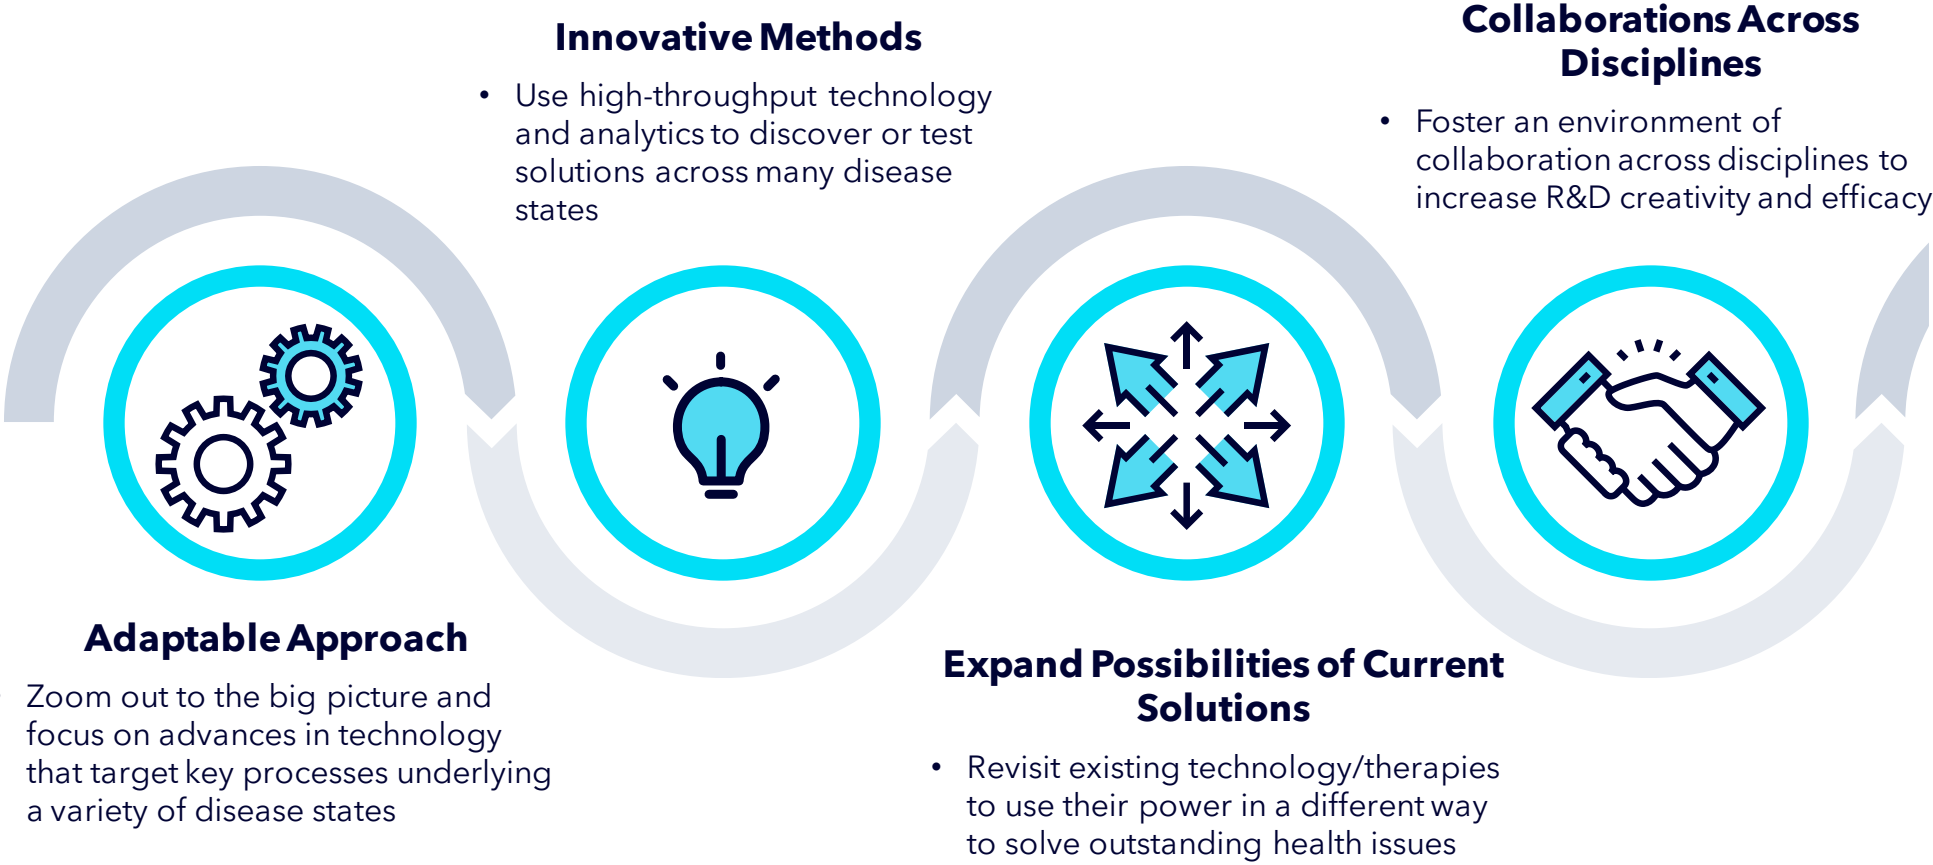 Innovative Methods
• Use high-throughput technology
and analytics to discover or test
solutions across many disease
states
Collaborations Across
Disciplines
• Foster an environment of
collaboration across disciplines to
increase R&D creativity and efficacy
Adaptable Approach
Zoom out to the big picture and
focus on advances in technology
that target key processes underlying
a variety of disease states
Expand Possibilities of Current
Solutions
• Revisit existing technology/therapies
to use their power in a different way
to solve outstanding health issues